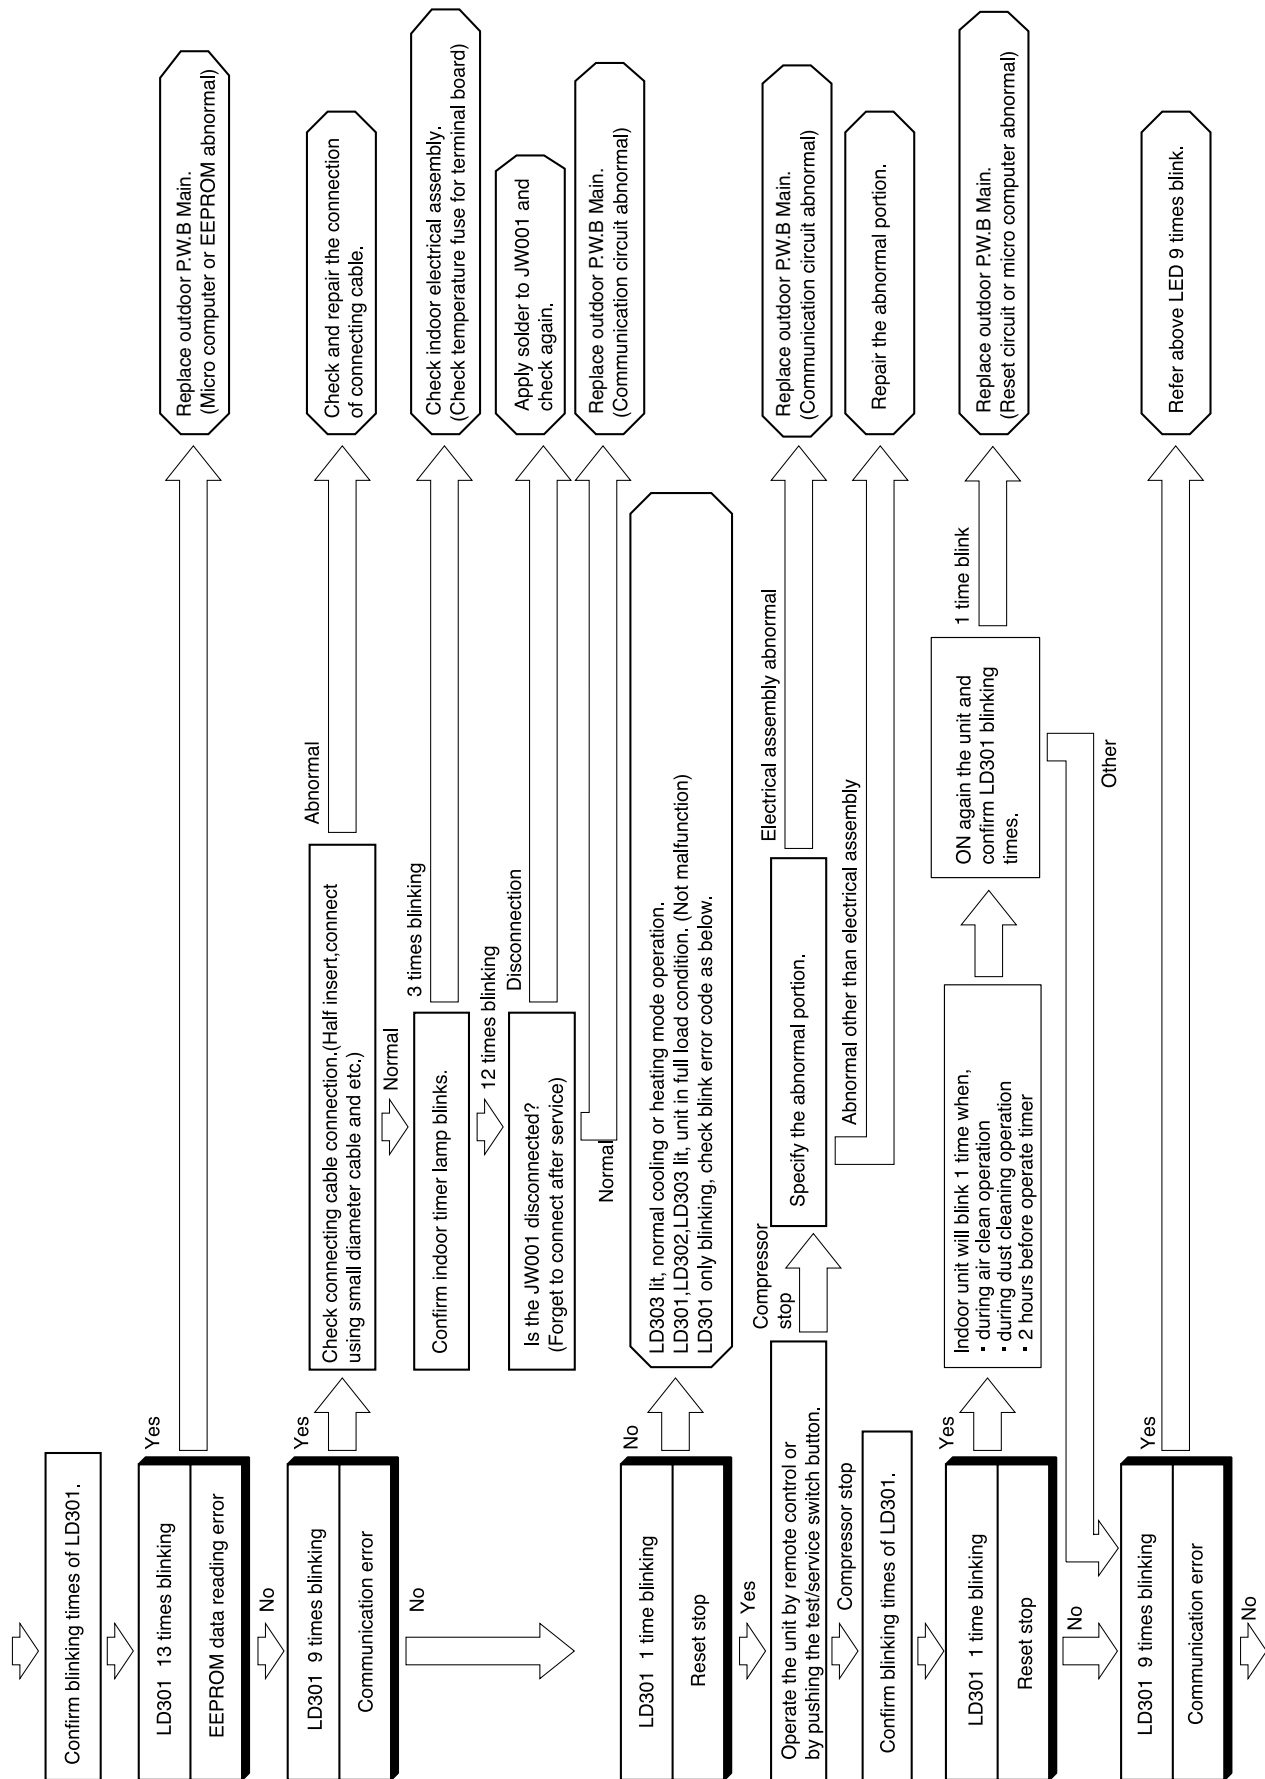 Confirm blinking times of LD301.
LD301  13 times blinking
EEPROM data reading error
Yes
Replace outdoor P.W.B Main.
(Micro computer or EEPROM abnormal)
No
LD301  9 times blinking
Communication error
Yes
Check connecting cable connection.(Half insert,connect
using small diameter cable and etc.)
Abnormal
Check and repair the connection
of connecting cable.
Normal
Confirm indoor timer lamp blinks.
3 times blinking
Check indoor electrical assembly.
(Check temperature fuse for terminal board)
12 times blinking
Is the JW001 disconnected?
(Forget to connect after service)
Disconnection
Apply solder to JW001 and
check again.
Normal
Replace outdoor P.W.B Main.
(Communication circuit abnormal)
No
LD301  1 time blinking
Reset stop
No
LD303 lit, normal cooling or heating mode operation.
LD301,LD302,LD303 lit, unit in full load condition. (Not malfunction)
LD301 only blinking, check blink error code as below.
Yes
Operate the unit by remote control or
by pushing the test/service switch button.
Compressor
stop
Specify the abnormal portion.
Electrical assembly abnormal
Replace outdoor P.W.B Main.
(Communication circuit abnormal)
Abnormal other than electrical assembly
Repair the abnormal portion.
Compressor stop
Confirm blinking times of LD301.
LD301  1 time blinking
Reset stop
Yes
Indoor unit will blink 1 time when,
・during air clean operation
・during dust cleaning operation
・2 hours before operate timer
ON again the unit and
confirm LD301 blinking
times.
1 time blink
Replace outdoor P.W.B Main.
(Reset circuit or micro computer abnormal)
Other
No
LD301  9 times blinking
Communication error
Yes
Refer above LED 9 times blink.
No